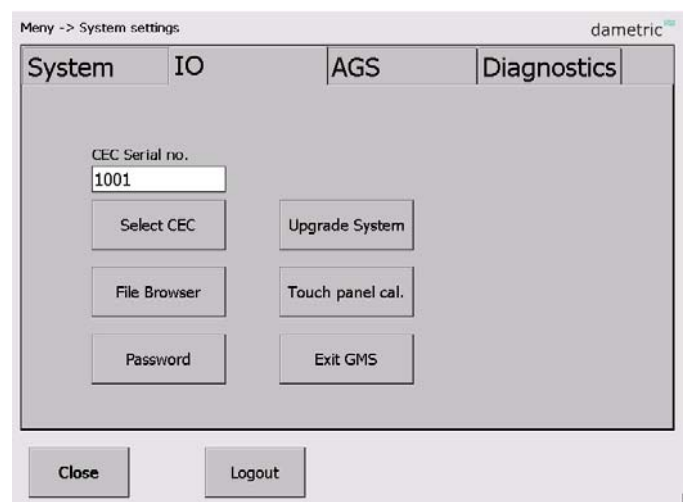 Meny -> System settings
dametric
System IO AGS Diagnostics
CEC Serial no.
1001
Select CEC Upgrade System
File Browser Touch panel cal.
Password Exit GMS
Close Logout